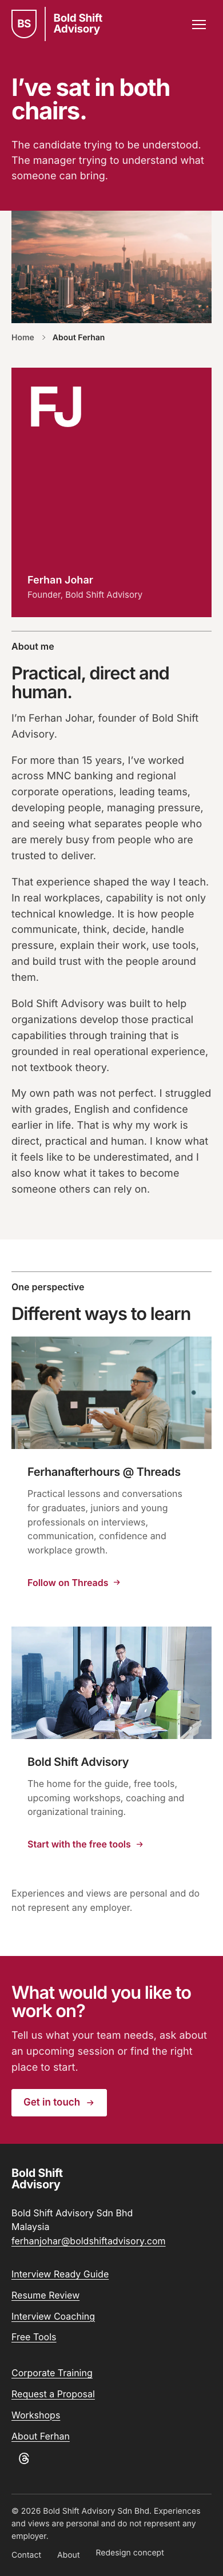 BS
Bold Shift
Advisory
I've sat in both
chairs.
The candidate trying to be understood.
The manager trying to understand what
someone can bring.
Home > About Ferhan
FJ
Ferhan Johar
Founder, Bold Shift Advisory
About me
Practical, direct and
human.
I'm Ferhan Johar, founder of Bold Shift
Advisory.
For more than 15 years, I've worked
across MNC banking and regional
corporate operations, leading teams,
developing people, managing pressure,
and seeing what separates people who
are merely busy from people who are
trusted to deliver.
That experience shaped the way I teach.
In real workplaces, capability is not only
technical knowledge. It is how people
communicate, think, decide, handle
pressure, explain their work, use tools,
and build trust with the people around
them.
Bold Shift Advisory was built to help
organizations develop those practical
capabilities through training that is
grounded in real operational experience,
not textbook theory.
My own path was not perfect. I struggled
with grades, English and confidence
earlier in life. That is why my work is
direct, practical and human. I know what
it feels like to be underestimated, and I
also know what it takes to become
someone others can rely on.
One perspective
Different ways to learn
Ferhanafterhours @ Threads
Practical lessons and conversations
for graduates, juniors and young
professionals on interviews,
communication, confidence and
workplace growth.
Follow on Threads →
Bold Shift Advisory
The home for the guide, free tools,
upcoming workshops, coaching and
organizational training.
Start with the free tools →
Experiences and views are personal and do
not represent any employer.
What would you like to
work on?
Tell us what your team needs, ask about
an upcoming session or find the right
place to start.
Get in touch →
Bold Shift
Advisory
Bold Shift Advisory Sdn Bhd
Malaysia
ferhanjohar@boldshiftadvisory.com
Interview Ready Guide
Resume Review
Interview Coaching
Free Tools
Corporate Training
Request a Proposal
Workshops
About Ferhan
© 2026 Bold Shift Advisory Sdn Bhd. Experiences
and views are personal and do not represent any
employer.
Contact About Redesign concept